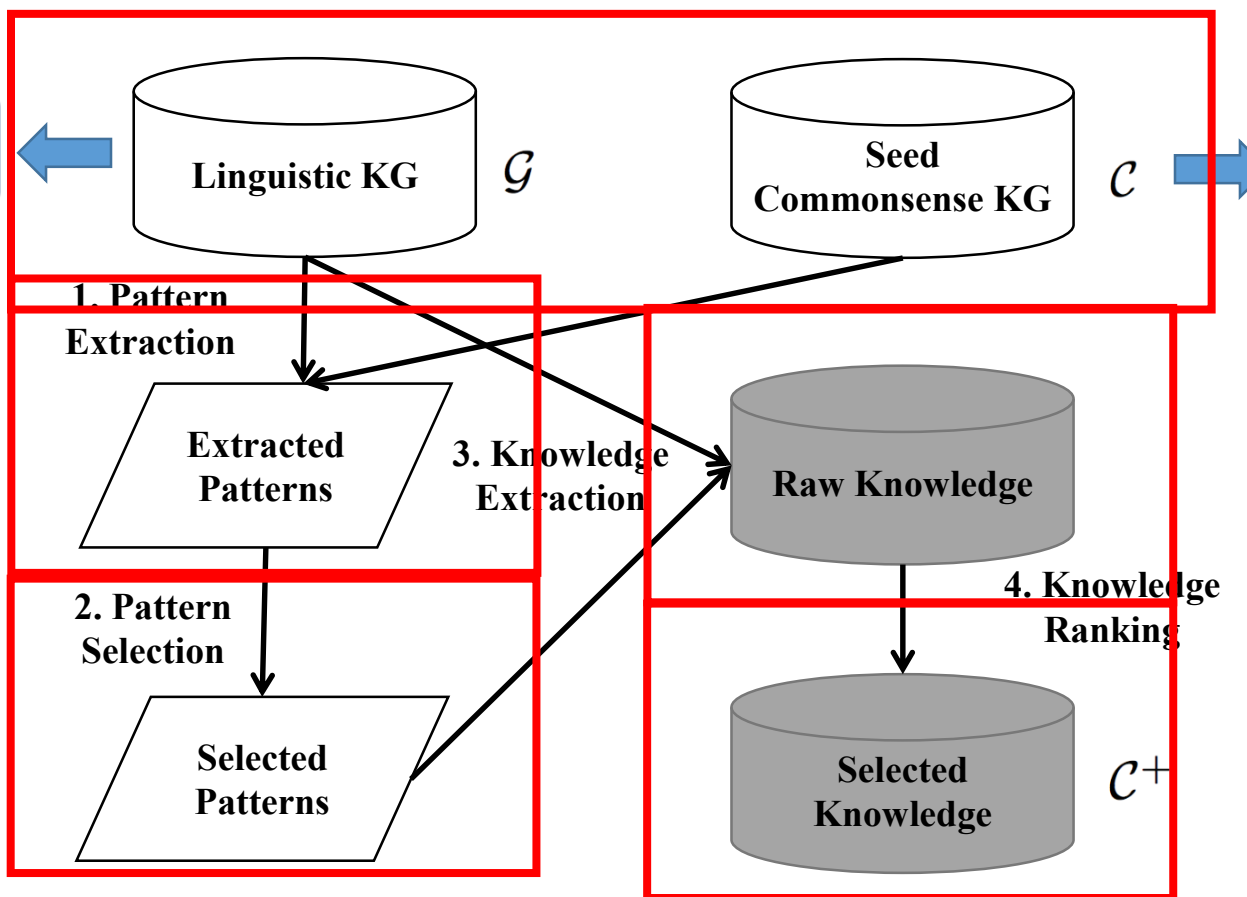 Linguistic KG
𝒢
Seed
Commonsense KG
𝒞
1. Pattern
Extraction
Extracted
Patterns
3. Knowledge
Extraction
Raw Knowledge
2. Pattern
Selection
4. Knowledge
Ranking
Selected
Patterns
Selected
Knowledge
𝒞+